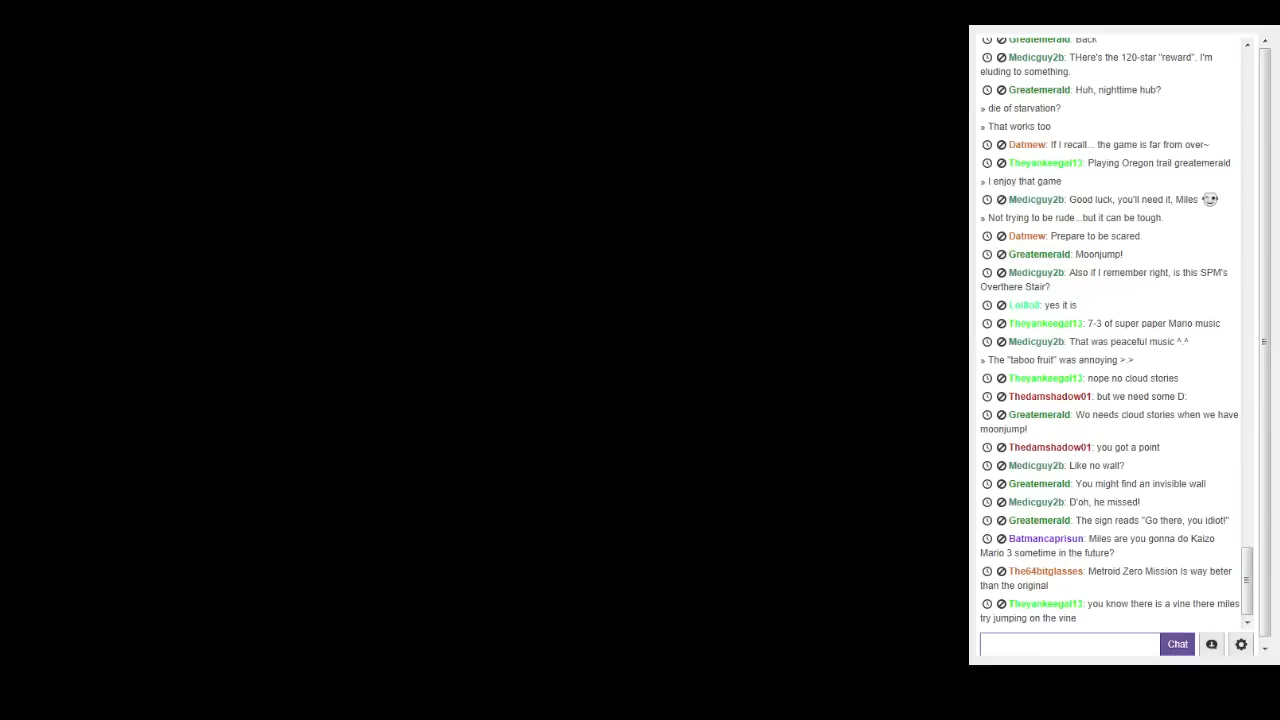 Greatemerald: Back
Medicguy2b: THere's the 120-star "reward". I'm
eluding to something.
Greatemerald: Huh, nighttime hub?
» die of starvation?
» That works too
Datmew: If I recall... the game is far from over~
Theyankeegal13: Playing Oregon trail greatemerald
» I enjoy that game
Medicguy2b: Good luck, you'll need it, Miles
» Not trying to be rude...but it can be tough.
Datmew: Prepare to be scared.
Greatemerald: Moonjump!
Medicguy2b: Also if I remember right, is this SPM's
Overthere Stair?
Lol8o8: yes it is
Theyankeegal13: 7-3 of super paper Mario music
Medicguy2b: That was peaceful music ^.^
» The "taboo fruit" was annoying >.>
Theyankeegal13: nope no cloud stories
Thedamshadow01: but we need some D:
Greatemerald: Wo needs cloud stories when we have
moonjump!
Thedamshadow01: you got a point
Medicguy2b: Like no wall?
Greatemerald: You might find an invisible wall
Medicguy2b: D'oh, he missed!
Greatemerald: The sign reads "Go there, you idiot!"
Batmancaprisun: Miles are you gonna do Kaizo
Mario 3 sometime in the future?
The64bitglasses: Metroid Zero Mission is way beter
than the original
Theyankeegal13: you know there is a vine there miles
try jumping on the vine
Chat